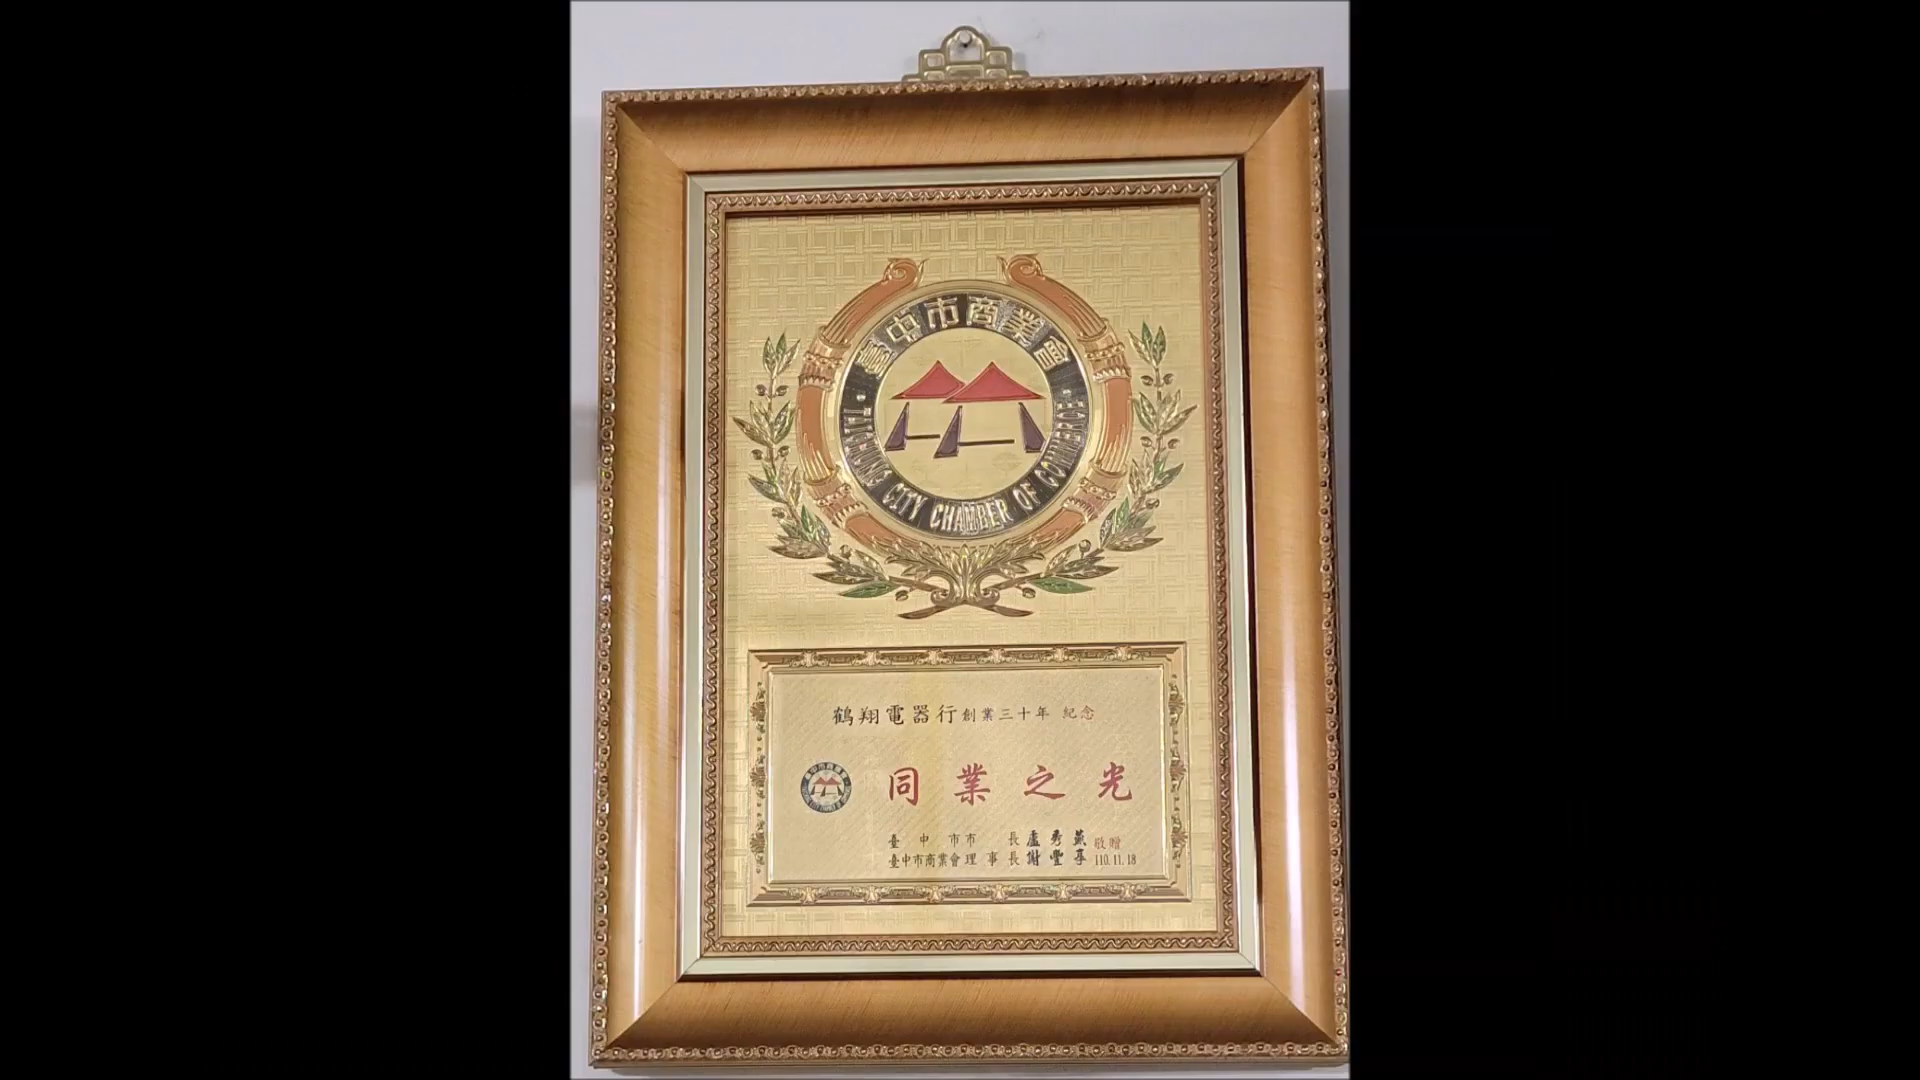 臺中市商業會
TAICHUNG CITY CHAMBER OF COMMERCE
鶴翔電器行創業三十年 紀念
同業之光
臺中市市長盧秀燕敬贈
臺中市商業會理事長謝豐享 110.11.18